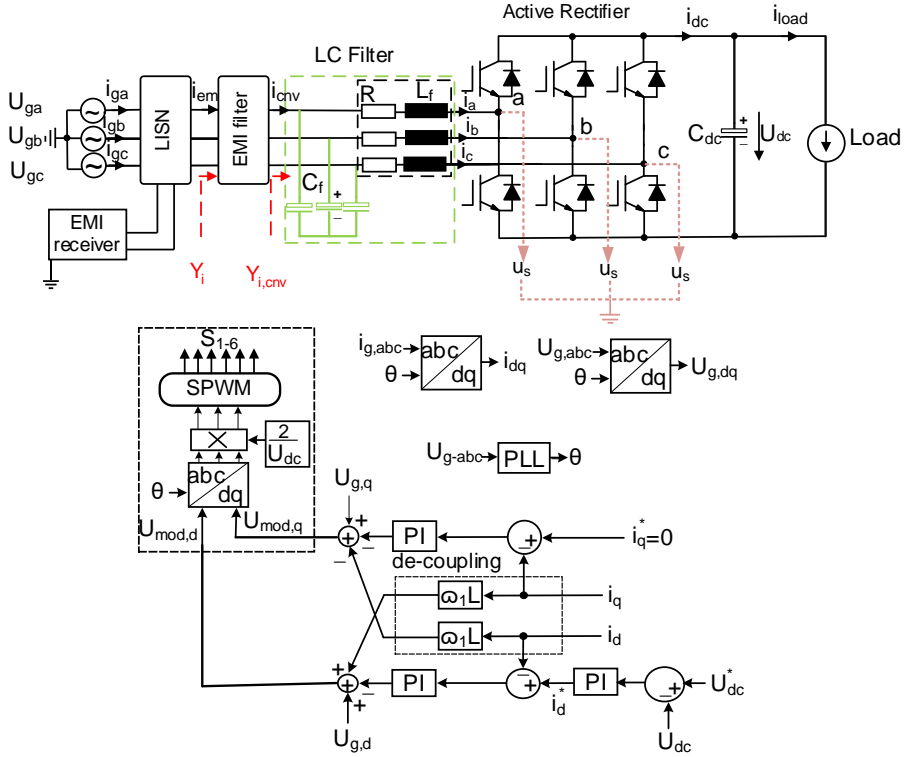 Active Rectifier
i_dc
i_load
LC Filter
U_ga
i_ga
LISN
i_em
EMI filter
i_cnv
R
L_f
i_a
a
U_gb
i_gb
i_b
b
U_gc
i_gc
i_c
c
C_dc
+
−
U_dc
Load
C_f
+
−
EMI
receiver
Y_i
Y_i,cnv
u_s
u_s
u_s
S_1-6
SPWM
×
2
U_dc
θ
abc
dq
U_mod,d
U_mod,q
i_g,abc
θ
abc
dq
i_dq
U_g,abc
θ
abc
dq
U_g,dq
U_g-abc
PLL
θ
U_g,q
+
−
−
+
PI
−
+
i_q^*=0
de-coupling
ϖ_1L
i_q
ϖ_1L
i_d
+
−
+
+
PI
−
i_d^*
PI
−
+
U_dc^*
U_g,d
U_dc